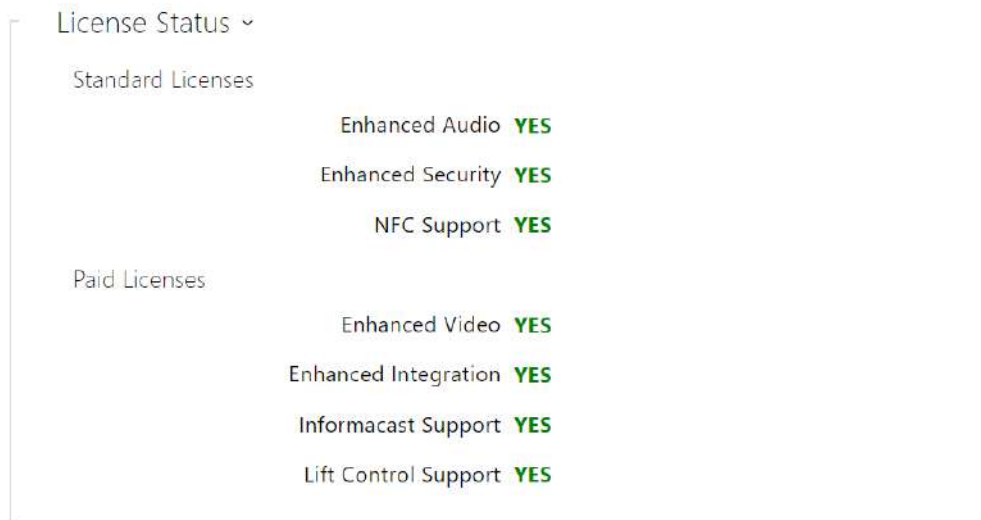 License Status
Standard Licenses
Enhanced Audio YES
Enhanced Security YES
NFC Support YES
Paid Licenses
Enhanced Video YES
Enhanced Integration YES
Informacast Support YES
Lift Control Support YES